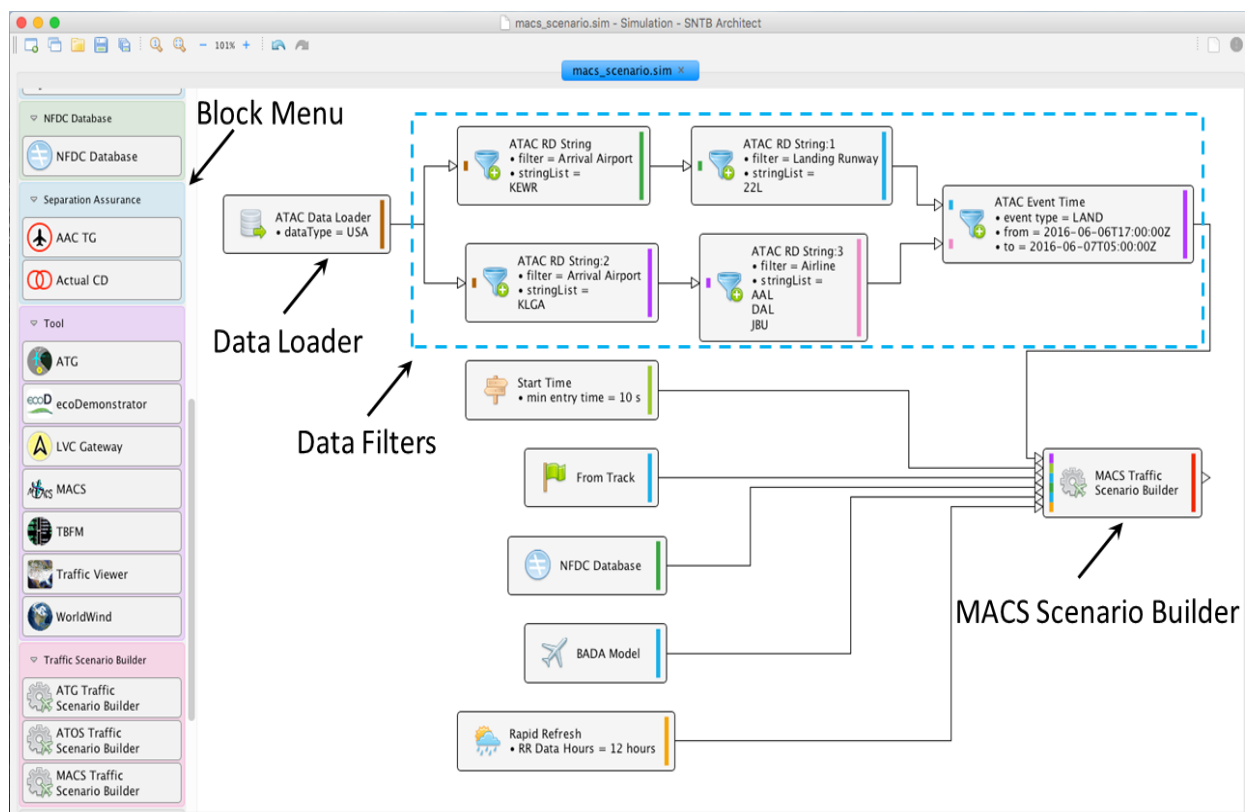 macs_scenario.sim - Simulation - SNTB Architect
101%
macs_scenario.sim ×
Block Menu
NFDC Database
NFDC Database
Separation Assurance
AAC TG
Actual CD
Tool
ATG
ecoD
ecoDemonstrator
LVC Gateway
MACS
MACS
TBFM
Traffic Viewer
WorldWind
Traffic Scenario Builder
ATG Traffic
Scenario Builder
ATOS Traffic
Scenario Builder
MACS Traffic
Scenario Builder
ATAC Data Loader
• dataType = USA
Data Loader
ATAC RD String
• filter = Arrival Airport
• stringList =
KEWR
ATAC RD String:1
• filter = Landing Runway
• stringList =
22L
ATAC RD String:2
• filter = Arrival Airport
• stringList =
KLGA
ATAC RD String:3
• filter = Airline
• stringList =
AAL
DAL
JBU
ATAC Event Time
• event type = LAND
• from = 2016-06-06T17:00:00Z
• to = 2016-06-07T05:00:00Z
Data Filters
Start Time
• min entry time = 10 s
From Track
NFDC Database
BADA Model
Rapid Refresh
• RR Data Hours = 12 hours
MACS Traffic
Scenario Builder
MACS Scenario Builder